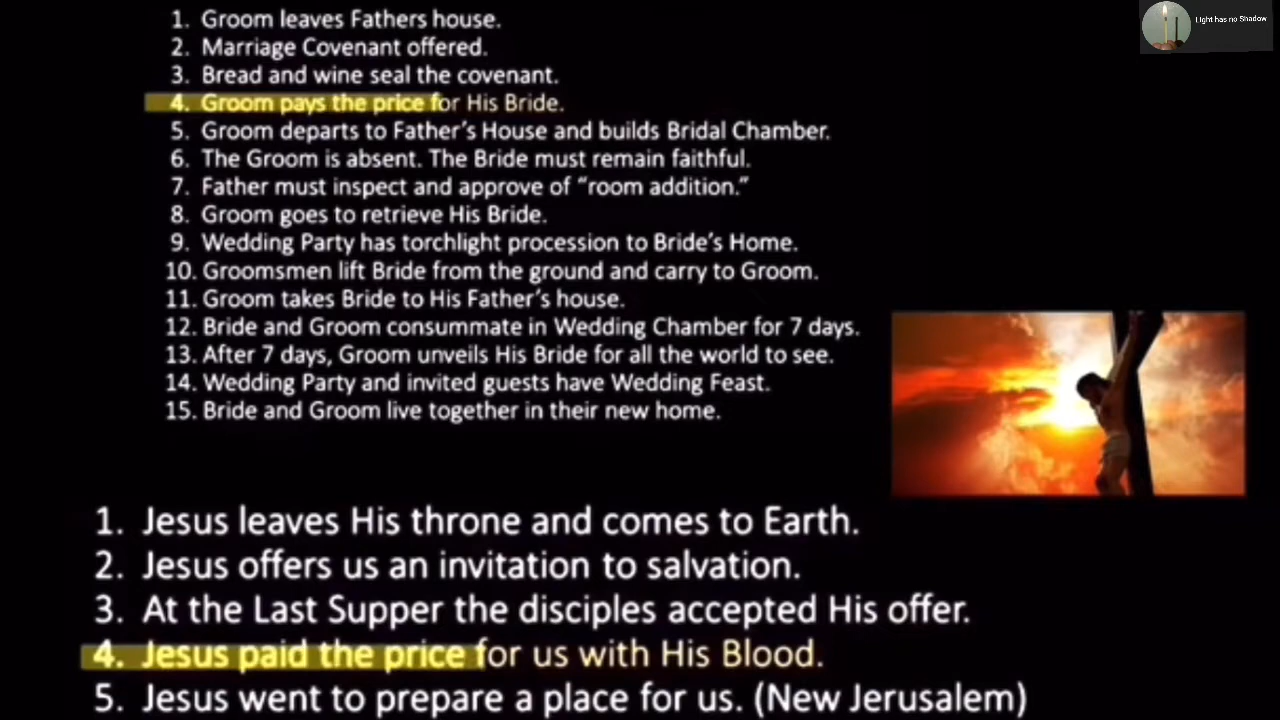 Light has no Shadow
1. Groom leaves Fathers house.
2. Marriage Covenant offered.
3. Bread and wine seal the covenant.
4. Groom pays the price for His Bride.
5. Groom departs to Father's House and builds Bridal Chamber.
6. The Groom is absent. The Bride must remain faithful.
7. Father must inspect and approve of “room addition.”
8. Groom goes to retrieve His Bride.
9. Wedding Party has torchlight procession to Bride's Home.
10. Groomsmen lift Bride from the ground and carry to Groom.
11. Groom takes Bride to His Father's house.
12. Bride and Groom consummate in Wedding Chamber for 7 days.
13. After 7 days, Groom unveils His Bride for all the world to see.
14. Wedding Party and invited guests have Wedding Feast.
15. Bride and Groom live together in their new home.
1. Jesus leaves His throne and comes to Earth.
2. Jesus offers us an invitation to salvation.
3. At the Last Supper the disciples accepted His offer.
4. Jesus paid the price for us with His Blood.
5. Jesus went to prepare a place for us. (New Jerusalem)